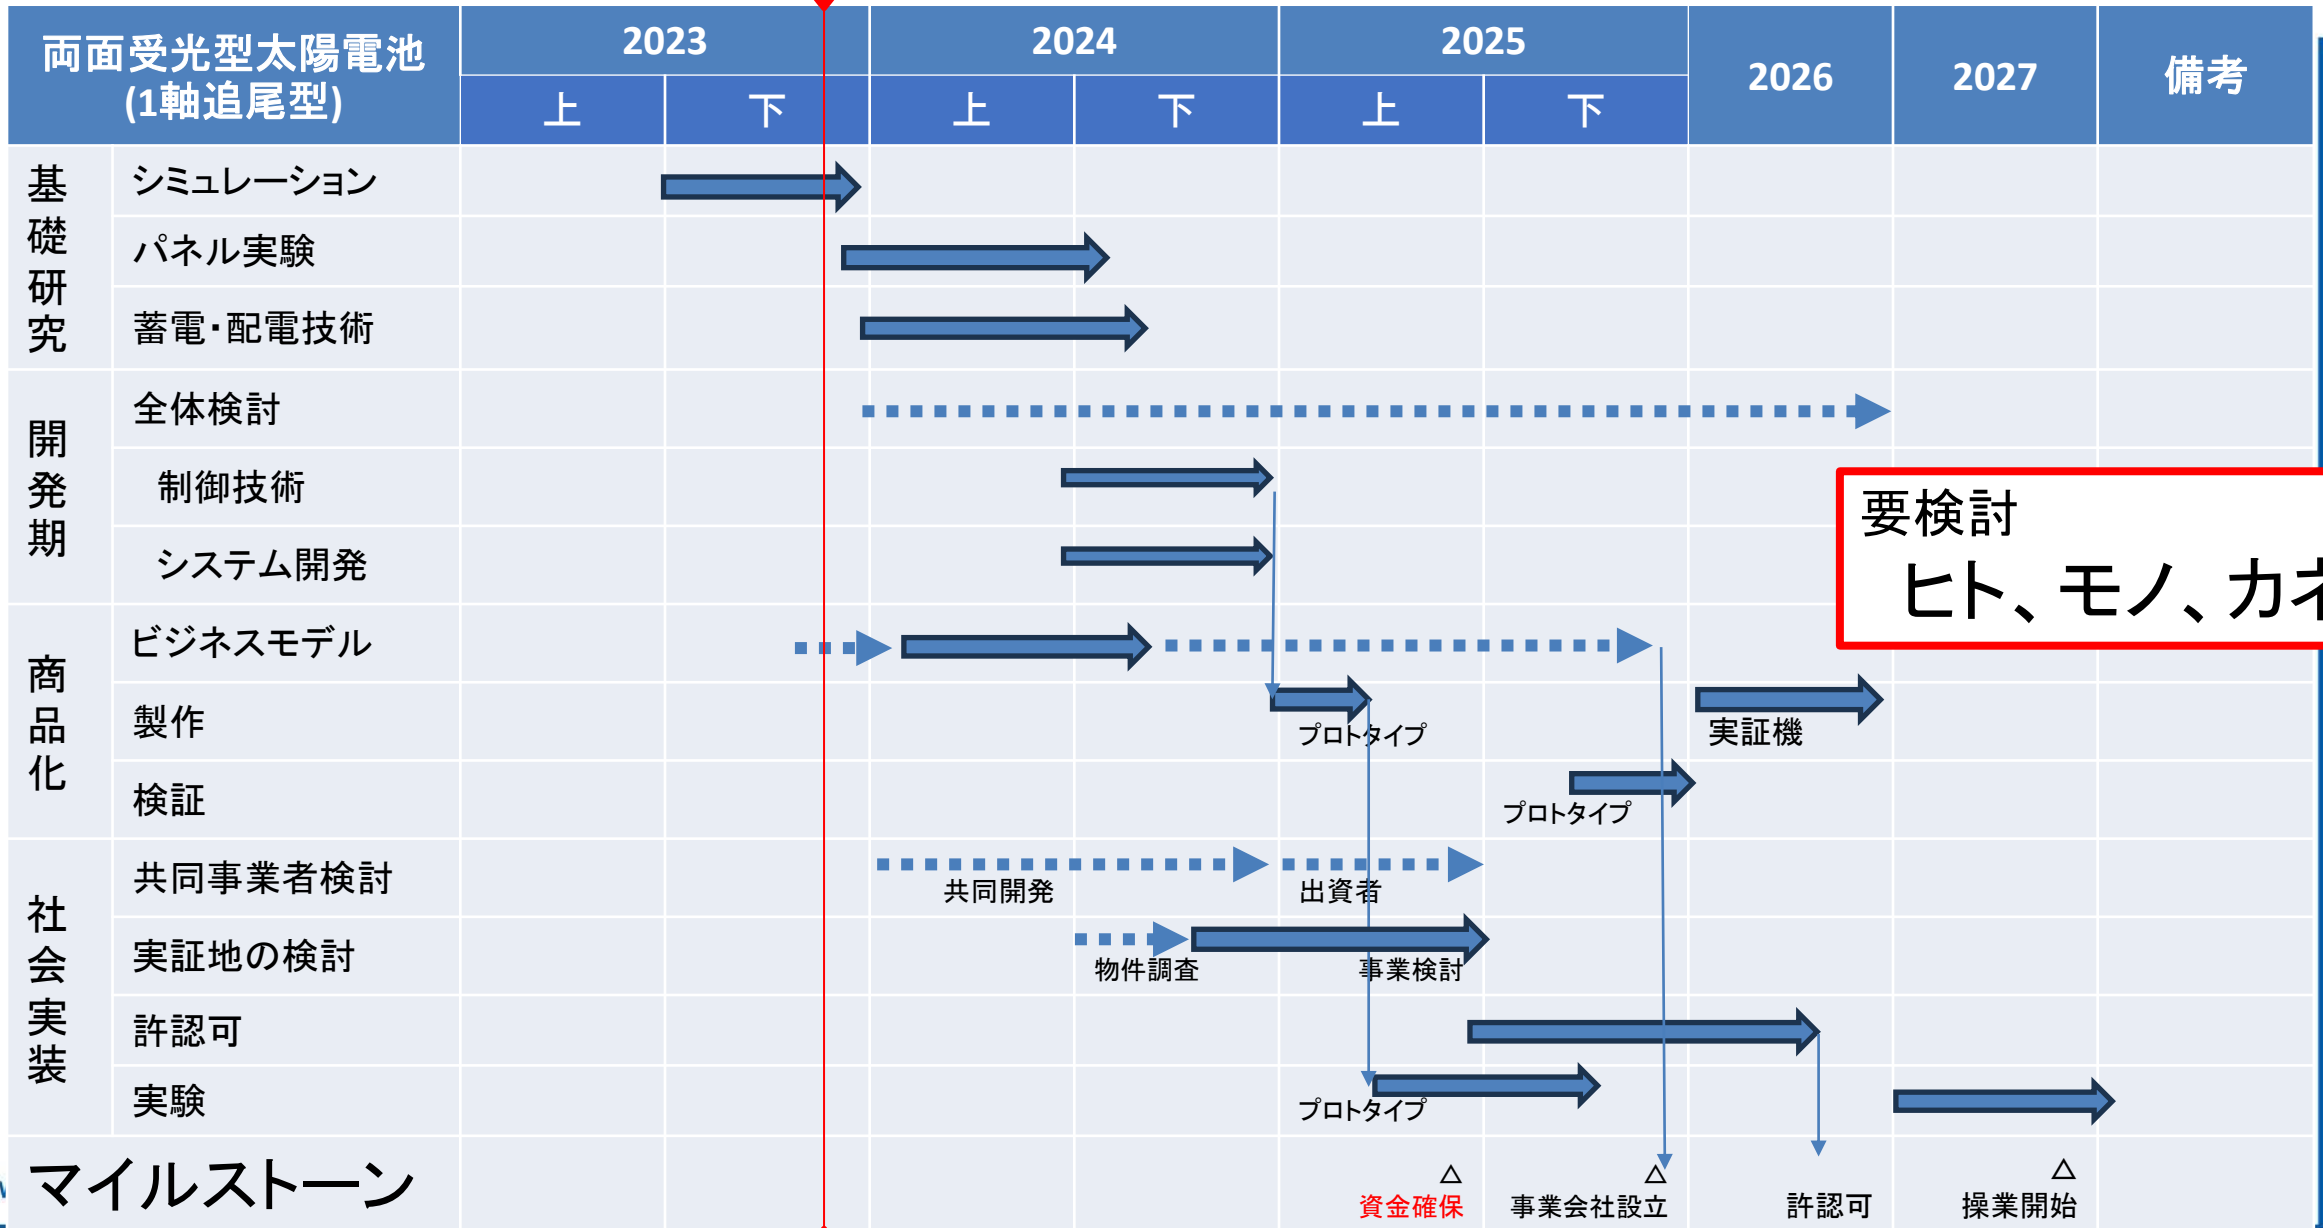 両面受光型太陽電池
(1軸追尾型)
2023
2024
2025
2026
2027
備考
上
下
上
下
上
下
基礎研究
シミュレーション
パネル実験
蓄電・配電技術
開発期
全体検討
制御技術
システム開発
要検討
ヒト、モノ、カネ
商品化
ビジネスモデル
製作
プロトタイプ
実証機
検証
プロトタイプ
社会実装
共同事業者検討
共同開発
出資者
実証地の検討
物件調査
事業検討
許認可
実験
プロトタイプ
マイルストーン
△
△
△
資金確保
事業会社設立
許認可
操業開始